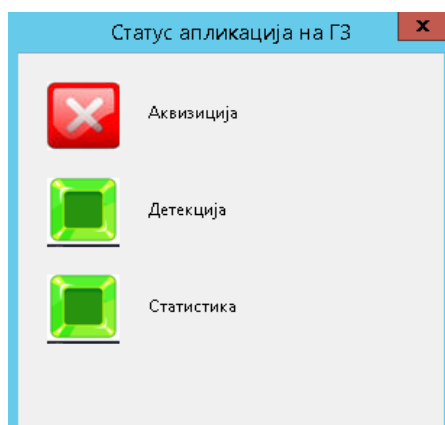 Статус апликација на ГЗ
Аквизиција
Детекција
Статистика